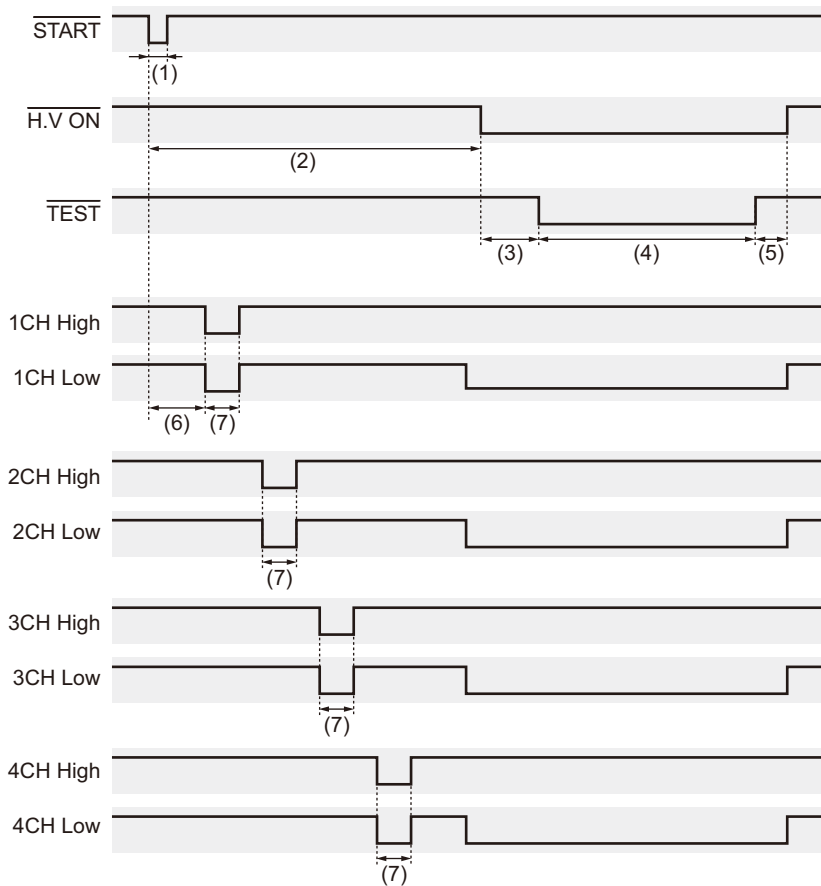 START
(1)
H.V ON
(2)
TEST
(3) (4) (5)
1CH High
1CH Low
(6) (7)
2CH High
2CH Low
(7)
3CH High
3CH Low
(7)
4CH High
4CH Low
(7)